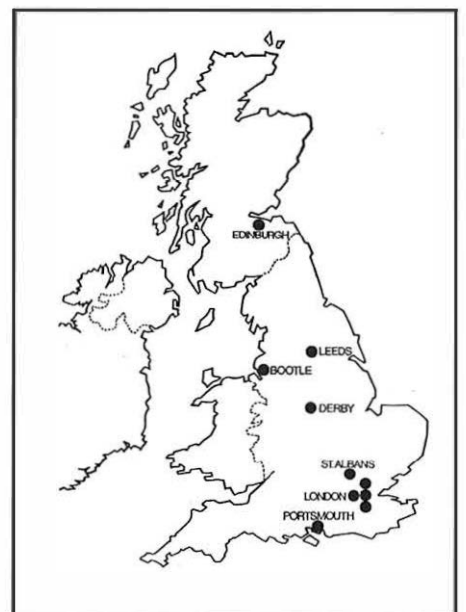 EDINBURGH
LEEDS
BOOTLE
DERBY
ST.ALBANS
LONDON
PORTSMOUTH